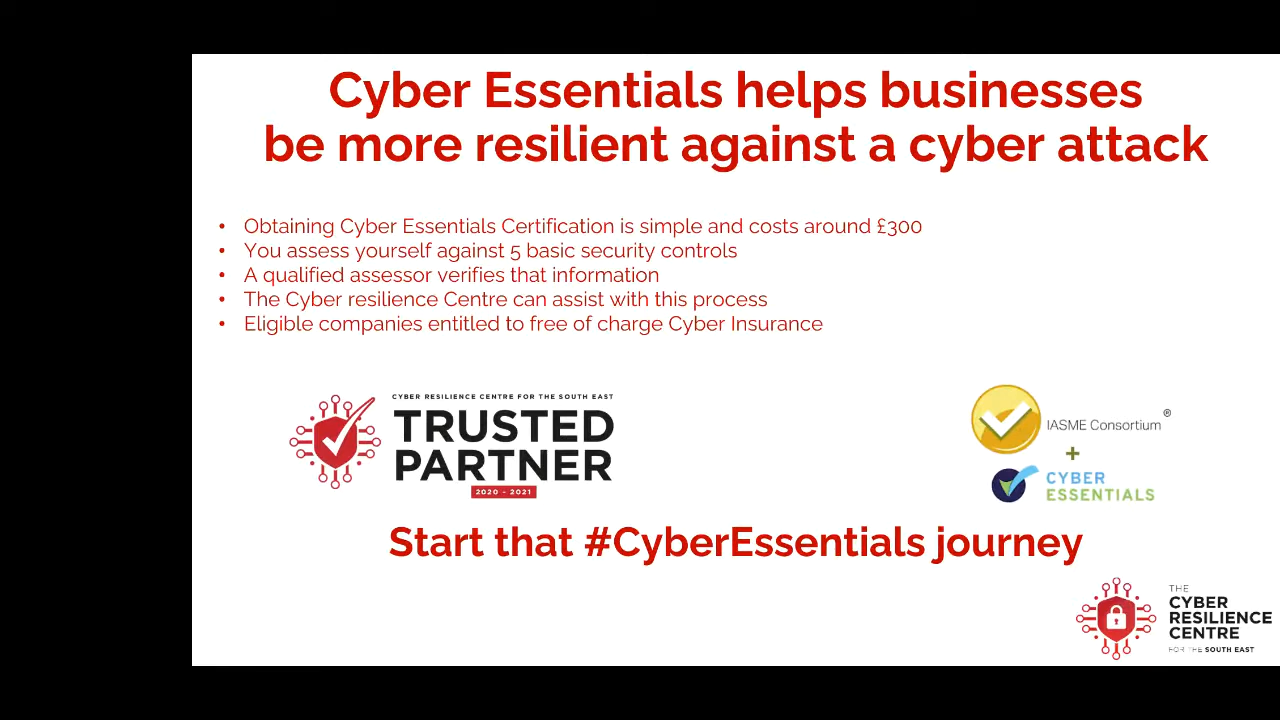 Cyber Essentials helps businesses
be more resilient against a cyber attack
• Obtaining Cyber Essentials Certification is simple and costs around £300
• You assess yourself against 5 basic security controls
• A qualified assessor verifies that information
• The Cyber resilience Centre can assist with this process
• Eligible companies entitled to free of charge Cyber Insurance
CYBER RESILIENCE CENTRE FOR THE SOUTH EAST
TRUSTED
PARTNER
2020 - 2021
IASME Consortium®
+
CYBER
ESSENTIALS
Start that #CyberEssentials journey
THE
CYBER
RESILIENCE
CENTRE
FOR THE SOUTH EAST